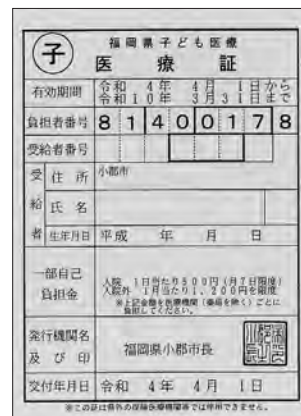 子
福岡県子ども医療
医療証
有効期間 令和 4年 4月 1日から
令和10年 3月31日まで
負担者番号 8 1 4 0 0 1 7 8
受給者番号
受給者 住所 小郡市
氏名
生年月日 平成 年 月 日
一部自己負担金 入院 1日当たり500円(月7日限度)
入院外 1月当たり1,200円を限度
※上記金額を医療機関(薬局を除く)ごとに
負担してください。
発行機関名及び印 福岡県小郡市長
交付年月日 令和 4年 4月 1日
※この証は県外の保険医療機関等では使用できません。